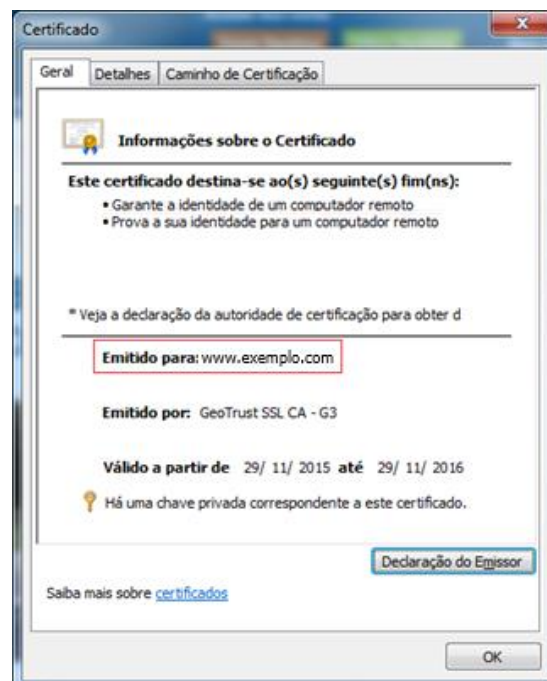 Certificado
Geral Detalhes Caminho de Certificação
Informações sobre o Certificado
Este certificado destina-se ao(s) seguinte(s) fim(ns):
• Garante a identidade de um computador remoto
• Prova a sua identidade para um computador remoto
* Veja a declaração da autoridade de certificação para obter d
Emitido para: www.exemplo.com
Emitido por: GeoTrust SSL CA - G3
Válido a partir de 29/ 11/ 2015 até 29/ 11/ 2016
Há uma chave privada correspondente a este certificado.
Declaração do Emissor
Saiba mais sobre certificados
OK